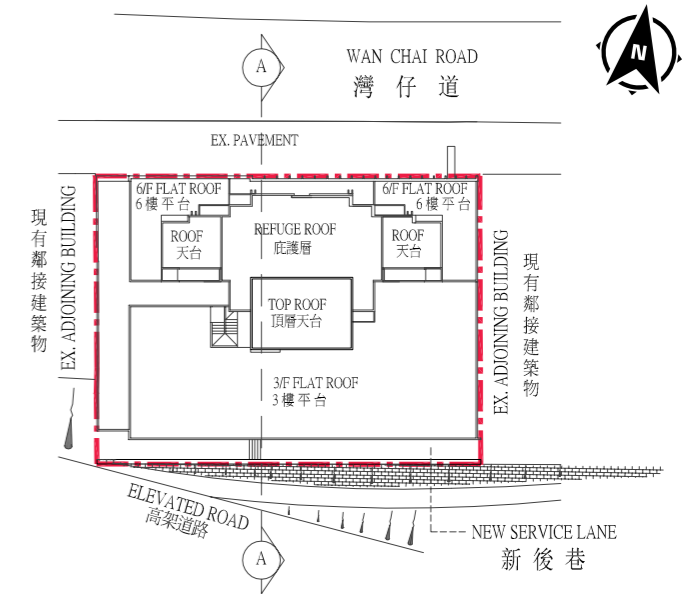 N
A
WAN CHAI ROAD
灣仔道
EX. PAVEMENT
6/F FLAT ROOF
6樓平台
6/F FLAT ROOF
6樓平台
ROOF
天台
REFUGE ROOF
庇護層
ROOF
天台
現有鄰接建築物
EX. ADJOINING BUILDING
TOP ROOF
頂層天台
EX. ADJOINING BUILDING
現有鄰接建築物
3/F FLAT ROOF
3樓平台
ELEVATED ROAD
高架道路
NEW SERVICE LANE
新後巷
A